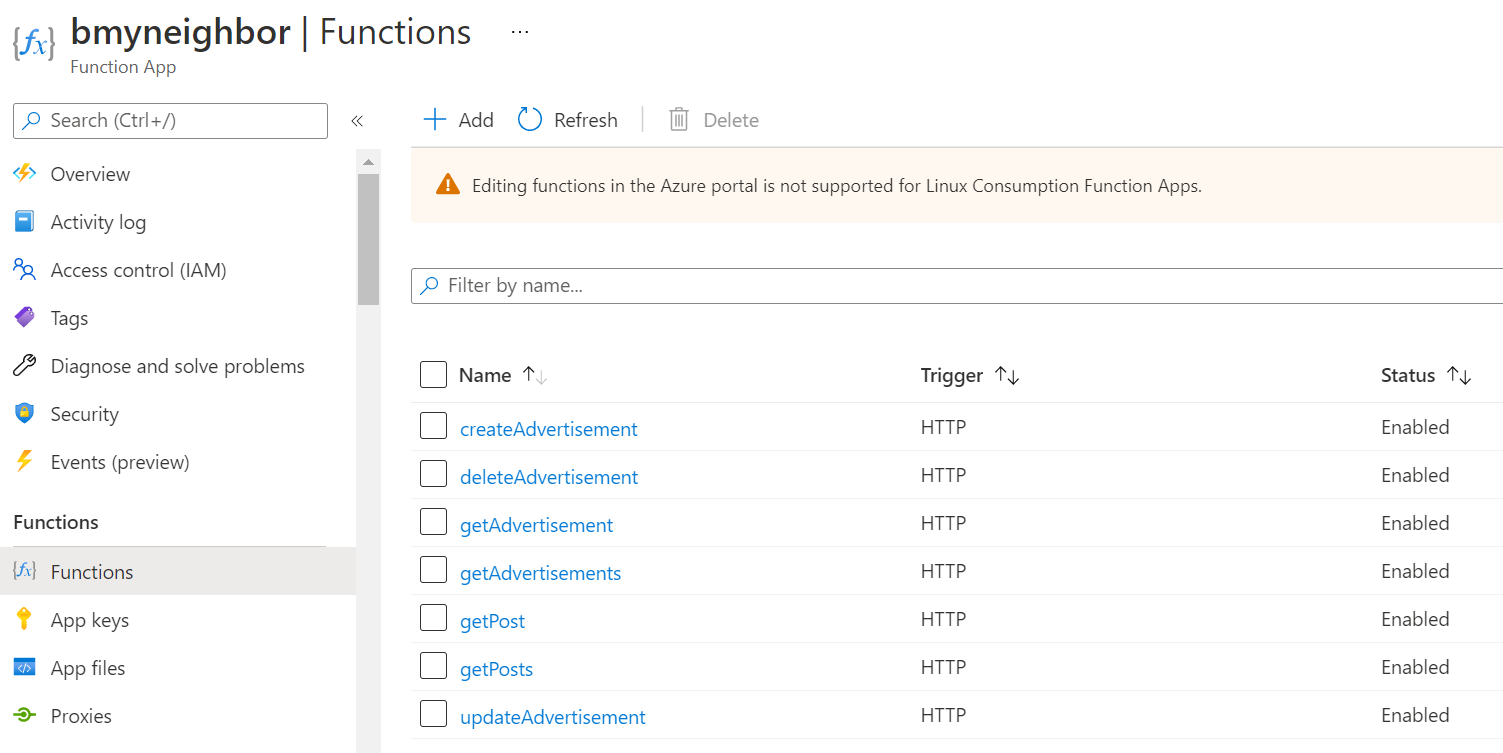 bmyneighbor | Functions ...
Function App
Search (Ctrl+/)
«
Overview
Activity log
Access control (IAM)
Tags
Diagnose and solve problems
Security
Events (preview)
Functions
Functions
App keys
App files
Proxies
Add Refresh Delete
Editing functions in the Azure portal is not supported for Linux Consumption Function Apps.
Filter by name...
Name Trigger Status
createAdvertisement HTTP Enabled
deleteAdvertisement HTTP Enabled
getAdvertisement HTTP Enabled
getAdvertisements HTTP Enabled
getPost HTTP Enabled
getPosts HTTP Enabled
updateAdvertisement HTTP Enabled